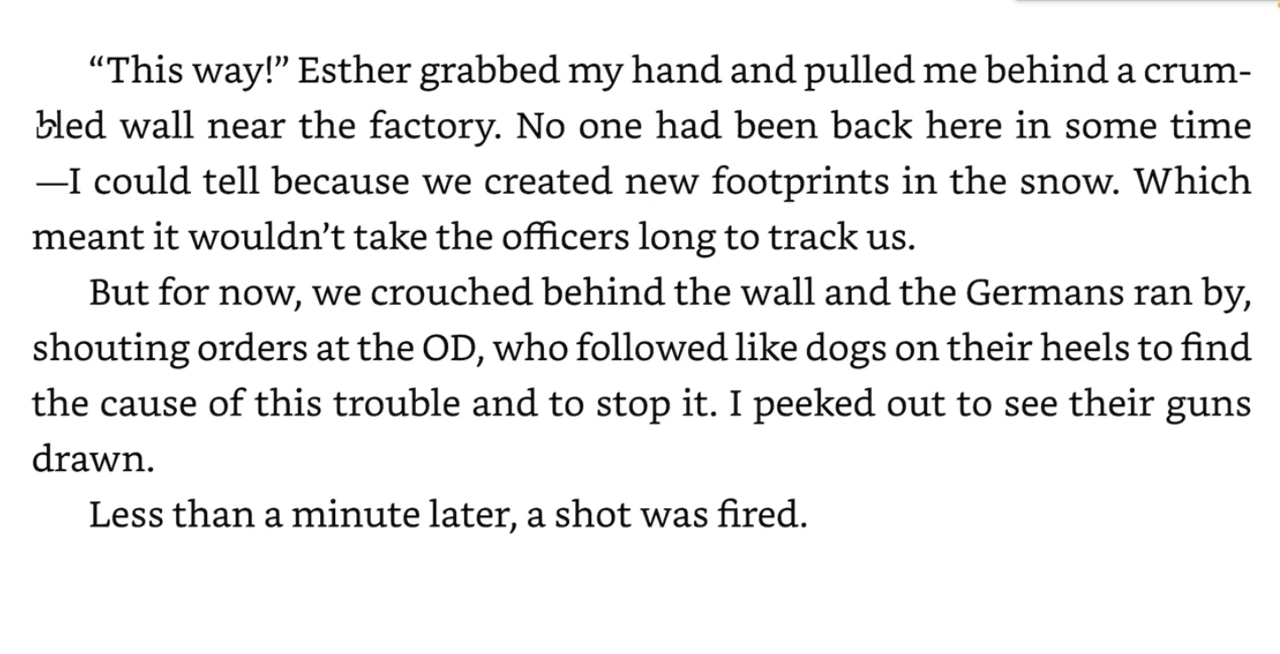 “This way!” Esther grabbed my hand and pulled me behind a crum-
bled wall near the factory. No one had been back here in some time
—I could tell because we created new footprints in the snow. Which
meant it wouldn’t take the officers long to track us.
But for now, we crouched behind the wall and the Germans ran by,
shouting orders at the OD, who followed like dogs on their heels to find
the cause of this trouble and to stop it. I peeked out to see their guns
drawn.
Less than a minute later, a shot was fired.